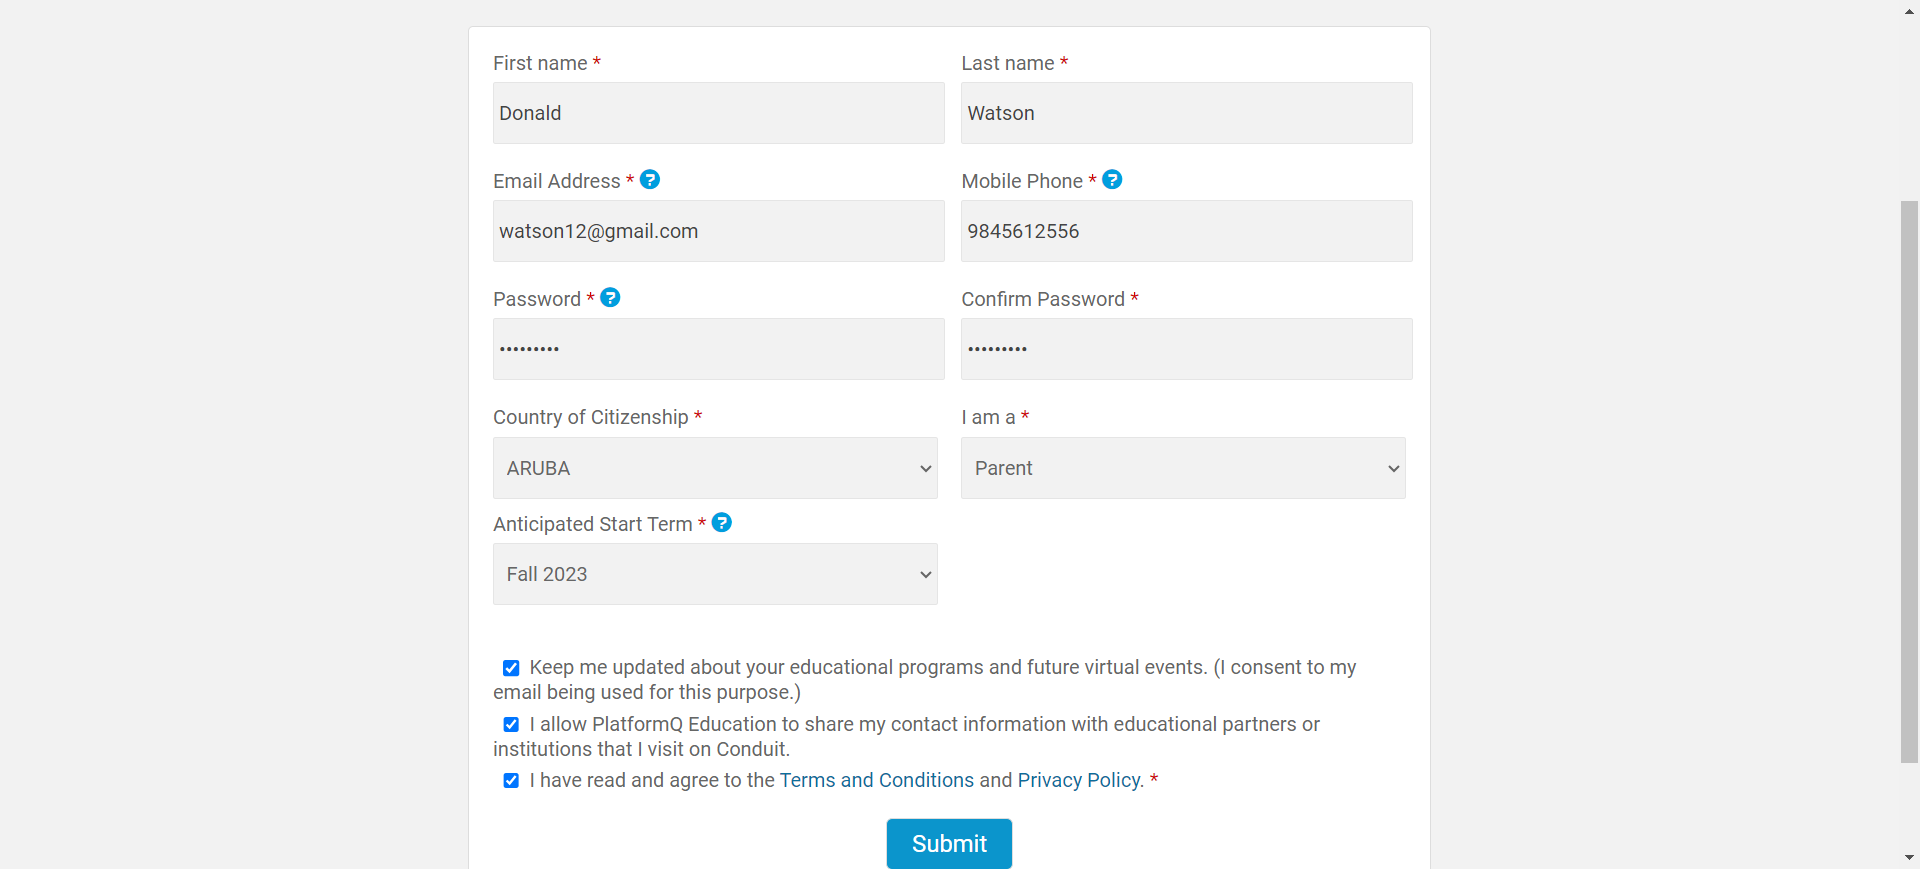 First name * Last name *
Donald Watson
Email Address * ? Mobile Phone * ?
watson12@gmail.com 9845612556
Password * ? Confirm Password *
••••••••• •••••••••
Country of Citizenship * I am a *
ARUBA Parent
Anticipated Start Term * ?
Fall 2023
Keep me updated about your educational programs and future virtual events. (I consent to my
email being used for this purpose.)
I allow PlatformQ Education to share my contact information with educational partners or
institutions that I visit on Conduit.
I have read and agree to the Terms and Conditions and Privacy Policy. *
Submit